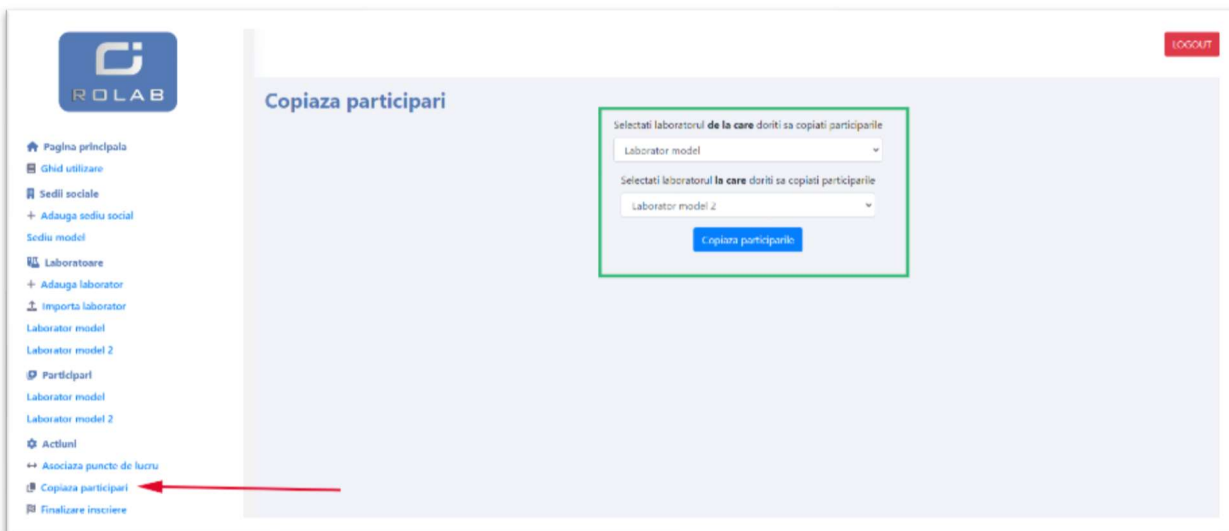 ROLAB
LOGOUT
Pagina principala
Ghid utilizare
Sedii sociale
+ Adauga sediu social
Sediu model
Laboratoare
+ Adauga laborator
Importa laborator
Laborator model
Laborator model 2
Participari
Laborator model
Laborator model 2
Actiuni
Asociaza puncte de lucru
Copiaza participari
Finalizare inscriere
Copiaza participari
Selectati laboratorul de la care doriti sa copiati participarile
Laborator model
Selectati laboratorul la care doriti sa copiati participarile
Laborator model 2
Copiaza participarile